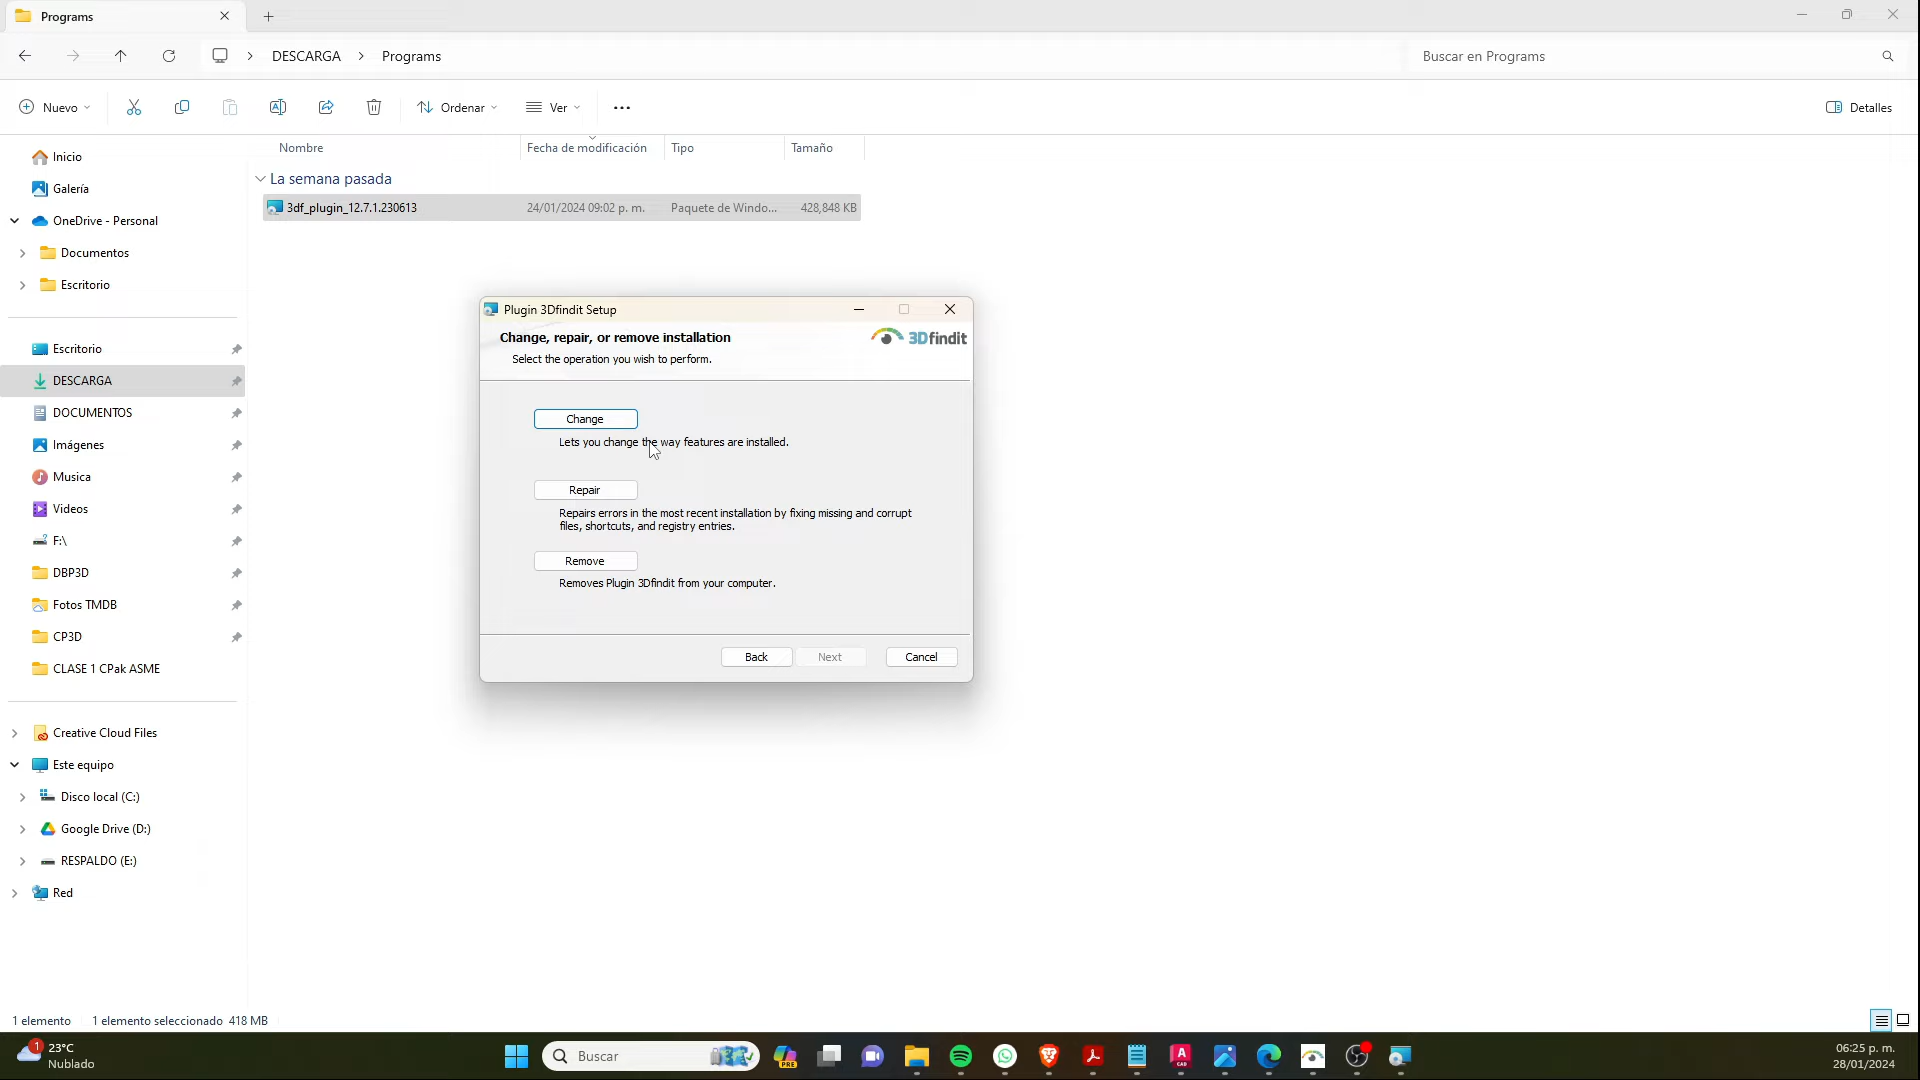 Programs
DESCARGA
Programs
Buscar en Programs
Nuevo
Ordenar
Ver
Detalles
Nombre
Fecha de modificación
Tipo
Tamaño
La semana pasada
3df_plugin_12.7.1.230613
24/01/2024 09:02 p. m.
Paquete de Windo...
428,848 KB
Inicio
Galería
OneDrive - Personal
Documentos
Escritorio
Escritorio
DESCARGA
DOCUMENTOS
Imágenes
Musica
Videos
F:\
DBP3D
Fotos TMDB
CP3D
CLASE 1 CPak ASME
Creative Cloud Files
Este equipo
Disco local (C:)
Google Drive (D:)
RESPALDO (E:)
Red
Plugin 3Dfindit Setup
Change, repair, or remove installation
Select the operation you wish to perform.
3Dfindit
Change
Lets you change the way features are installed.
Repair
Repairs errors in the most recent installation by fixing missing and corrupt
files, shortcuts, and registry entries.
Remove
Removes Plugin 3Dfindit from your computer.
Back
Next
Cancel
1 elemento
1 elemento seleccionado 418 MB
1
23°C
Nublado
Buscar
PRE
A
CAD
06:25 p. m.
28/01/2024